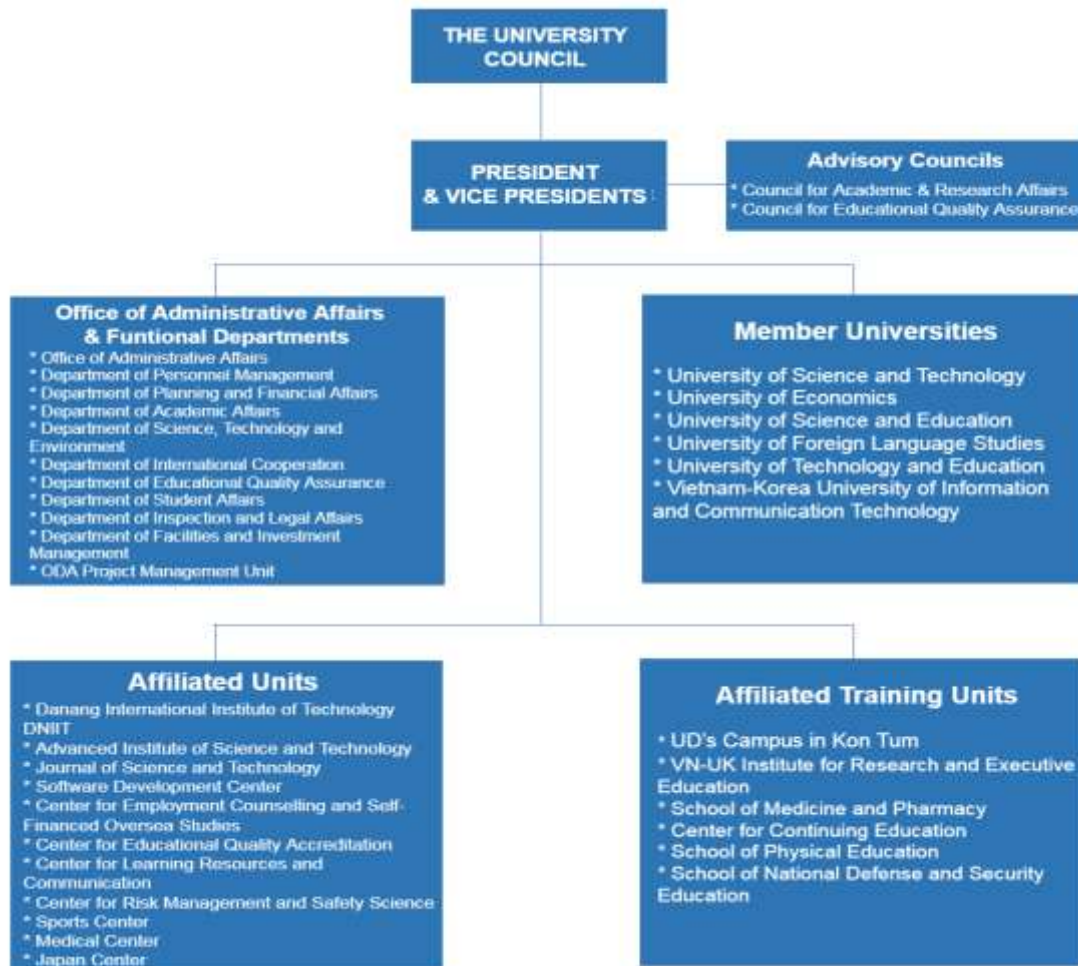 THE UNIVERSITY
COUNCIL
PRESIDENT
& VICE PRESIDENTS
Advisory Councils
* Council for Academic & Research Affairs
* Council for Educational Quality Assurance
Office of Administrative Affairs
& Funtional Departments
* Office of Administrative Affairs
* Department of Personnel Management
* Department of Planning and Financial Affairs
* Department of Academic Affairs
* Department of Science, Technology and
Environment
* Department of International Cooperation
* Department of Educational Quality Assurance
* Department of Student Affairs
* Department of Inspection and Legal Affairs
* Department of Facilities and Investment
Management
* ODA Project Management Unit
Member Universities
* University of Science and Technology
* University of Economics
* University of Science and Education
* University of Foreign Language Studies
* University of Technology and Education
* Vietnam-Korea University of Information
and Communication Technology
Affiliated Units
* Danang International Institute of Technology
DNIIT
* Advanced Institute of Science and Technology
* Journal of Science and Technology
* Software Development Center
* Center for Employment Counselling and Self-
Financed Oversea Studies
* Center for Educational Quality Accreditation
* Center for Learning Resources and
Communication
* Center for Risk Management and Safety Science
* Sports Center
* Medical Center
* Japan Center
Affiliated Training Units
* UD's Campus in Kon Tum
* VN-UK Institute for Research and Executive
Education
* School of Medicine and Pharmacy
* Center for Continuing Education
* School of Physical Education
* School of National Defense and Security
Education